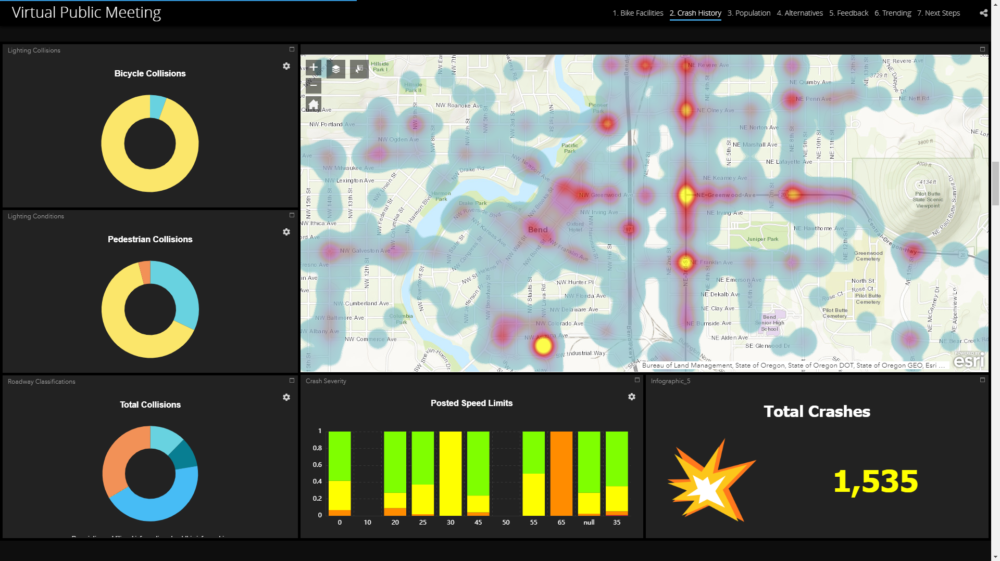 Virtual Public Meeting
1. Bike Facilities 2. Crash History 3. Population 4. Alternatives 5. Feedback 6. Trending 7. Next Steps
Lighting Collisions
Bicycle Collisions
Lighting Conditions
Pedestrian Collisions
Roadway Classifications
Total Collisions
Hillside
Park I
Hillside
Park II
NW 7th
NE Revere Ave
NE Revere Ave
NE 4th St
NE 12th St
NE 13th St
3729 ft
NE Quimby Ave
NE Penn Ave
NE Neff Rd
NW Roanoke Ave
Quincy Ave
Pioneer
Park
NE Olney Ave
NW Portland Ave
NW 9th St
NW 8th St
NW 6th St
NW 5th St
NW 3rd St
NW 1st St
NE Norton Ave
NE Lot
NW Ogden Ave
Pacific
Park
NE Marshall Ave
NE 5th St
NE 8th St
NE 9th St
NE 10th St
NE 11th St
3800 ft
Ave
NW Newport Ave
NE 1st St
NE Lafayette Ave
4000 ft
NW Milwaukee Ave
NW Drake Rd
NE Kearney Ave
NW Lexington Ave
NW Union St
4134 ft
Pilot Butte
State Scenic
Viewpoint
NE Pilot Butte Summit Dr
NW 15th St
NW 14th St
NW 13th St
Harmon
Park
NW Harmon Blvd
Drake Park
NW Greenwood Ave
NE Greenwood Ave
NE 7th St
20
NW Federal St
NW Columbia St
NW Riverside Blvd
NW Brooks St
NW Irving Ave
NE Irving Ave
NW Ithica Ave
NW Kansas Ave
Bend
Oxford
Hotel
NW Harriman St
97
NE Hawthorne Ave
Central Oregon Hwy
Juniper Park
NW Galveston Ave
NW State St
NW Congress St
NW Wall St
NW Bond St
NW Franklin Ave
NW Hill St
NE 2nd St
NE 3rd St
NE Franklin Ave
NE 12th St
Greenwood
Cemetery
20
NE 15th St
Fresno Ave
NW 12th St
NW St Helens Pl
NE 4th St
NW Riverfront St
NW Broadway St
NW Staats St
NW Lava Rd
NW Hunter Pl
NE Emerson Ave
NE 6th St
North St
Rose Ct
NW Jefferson Pl
NW Florida Ave
NE Dekalb Ave
Rose Ct
Pilot Butte
Cemetery
NW Cumberland Ave
NW Delaware Ave
NE Clay Ave
Pilot Butte
Cemetery
NE McCartney Dr
NE Alpenview Ln
NW Baltimore Ave
Columbia
Park
NW Colorado Ave
NE Burnside Ave
Bend
Senior High
School
NW Albany Ave
NW Arizona Ave
NE Alden Ave
NW Commerce Ave
SW Industrial Way
SE Glenwood Dr
NE Bear Creek Rd
SW Shevlin-Hixon Dr
Bend Pkwy
POWERED BY
esri
Bureau of Land Management, State of Oregon, State of Oregon DOT, State of Oregon GEO, Esri ...
Crash Severity
Posted Speed Limits
1
0.8
0.6
0.4
0.2
0
0 10 20 25 30 45 50 55 65 null 35
Infographic_5
Total Crashes
1,535